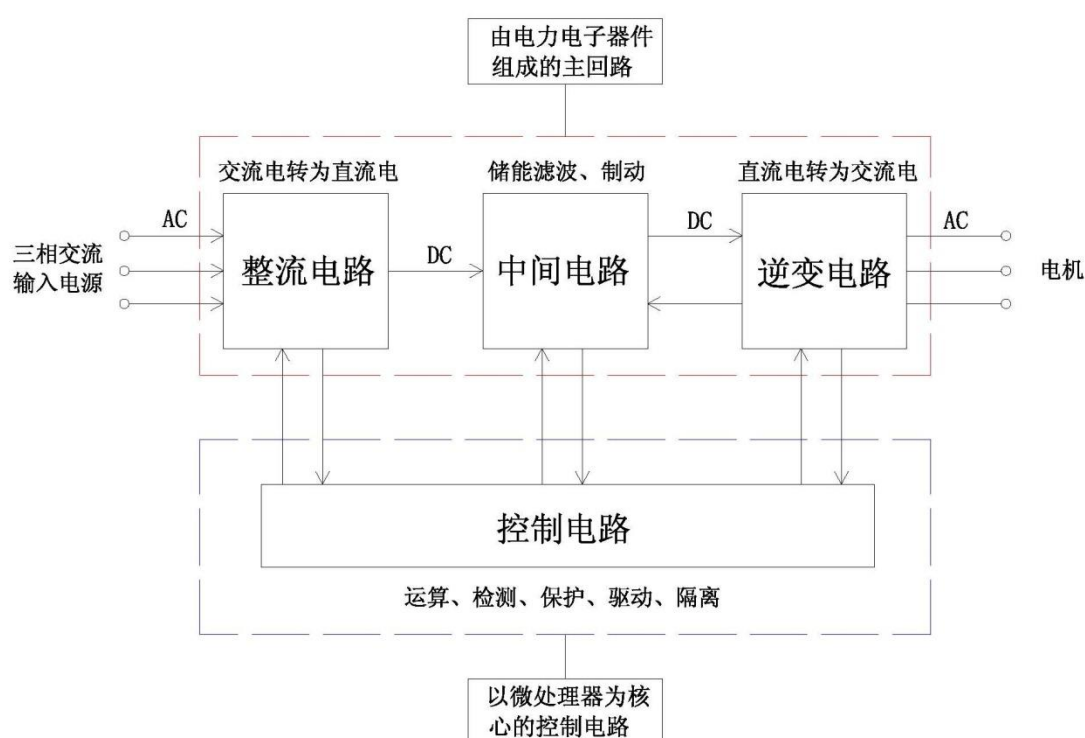 由电力电子器件
组成的主回路
交流电转为直流电
储能滤波、制动
直流电转为交流电
AC
DC
AC
三相交流
输入电源
整流电路
DC
中间电路
逆变电路
电机
控制电路
运算、检测、保护、驱动、隔离
以微处理器为核
心的控制电路